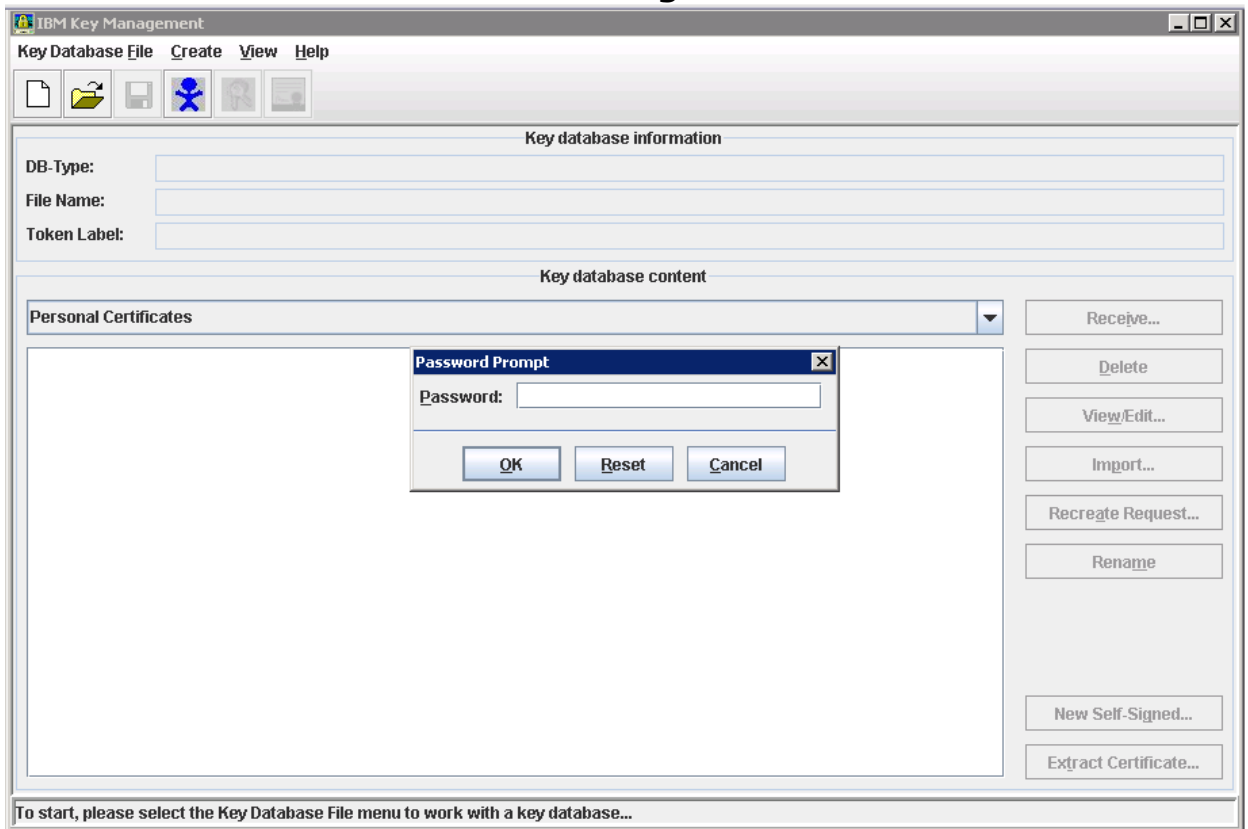 IBM Key Management
Key Database File Create View Help
Key database information
DB-Type:
File Name:
Token Label:
Key database content
Personal Certificates
Receive...
Password Prompt
Delete
Password:
View/Edit...
OK Reset Cancel
Import...
Recreate Request...
Rename
New Self-Signed...
Extract Certificate...
To start, please select the Key Database File menu to work with a key database...